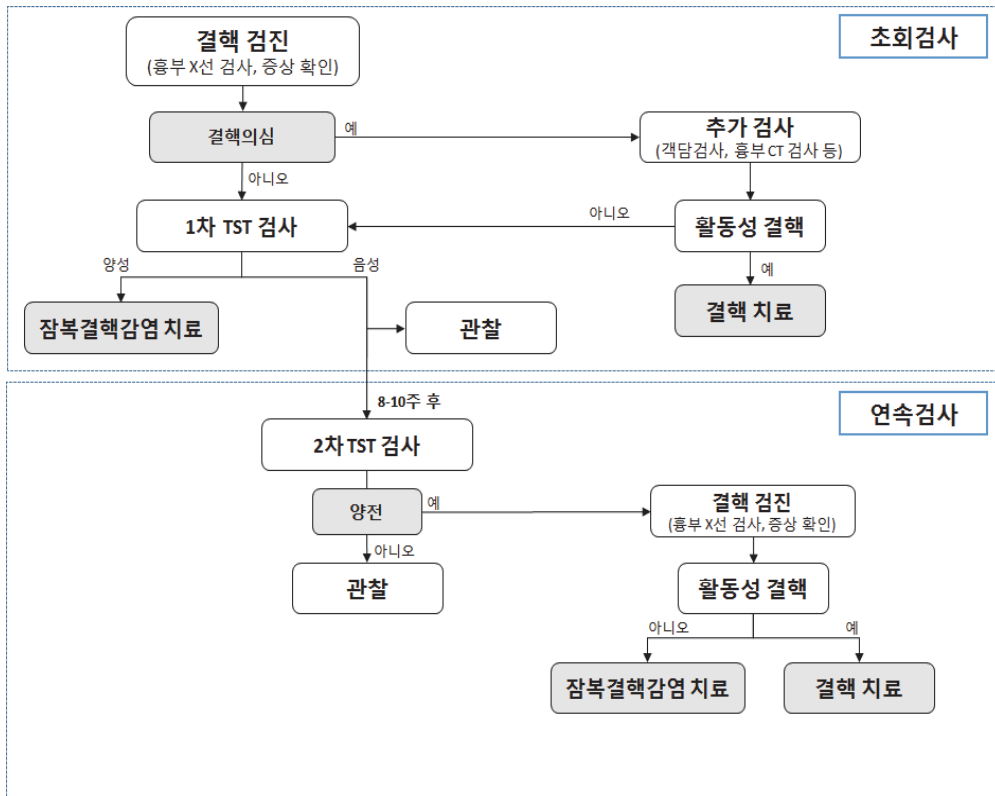 초회검사
결핵 검진
(흉부 X선 검사, 증상 확인)
결핵의심
예
추가 검사
(객담검사, 흉부 CT 검사 등)
아니오
1차 TST 검사
아니오
활동성 결핵
양성
음성
예
잠복결핵감염 치료
관찰
결핵 치료
8-10주 후
연속검사
2차 TST 검사
양전
예
결핵 검진
(흉부 X선 검사, 증상 확인)
아니오
관찰
활동성 결핵
아니오
예
잠복결핵감염 치료
결핵 치료